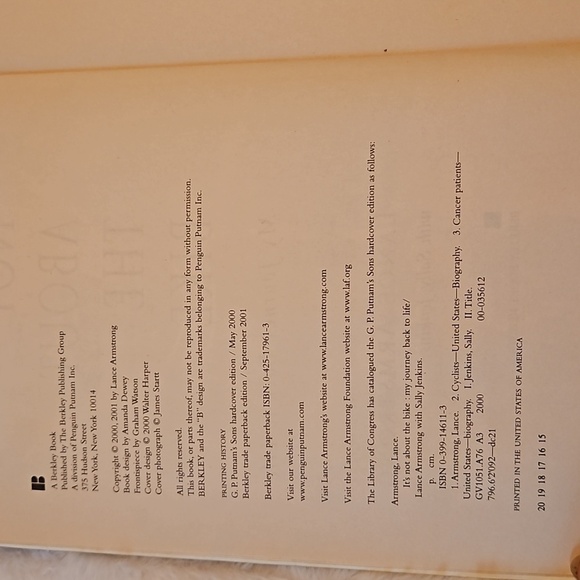 B
A Berkley Book
Published by The Berkley Publishing Group
A division of Penguin Putnam Inc.
375 Hudson Street
New York, New York 10014
Copyright © 2000, 2001 by Lance Armstrong
Book design by Amanda Dewey
Frontispiece by Graham Watson
Cover design © 2000 Walter Harper
Cover photograph © James Startt
All rights reserved.
This book, or parts thereof, may not be reproduced in any form without permission.
BERKLEY and the "B" design are trademarks belonging to Penguin Putnam Inc.
PRINTING HISTORY
G. P. Putnam's Sons hardcover edition / May 2000
Berkley trade paperback edition / September 2001
Berkley trade paperback ISBN: 0-425-17961-3
Visit our website at
www.penguinputnam.com
Visit Lance Armstrong's website at www.lancearmstrong.com
Visit the Lance Armstrong Foundation website at www.laf.org
The Library of Congress has catalogued the G. P. Putnam's Sons hardcover edition as follows:
Armstrong, Lance.
It's not about the bike : my journey back to life/
Lance Armstrong with Sally Jenkins.
p. cm.
ISBN 0-399-14611-3
1. Armstrong, Lance. 2. Cyclists—United States—Biography. 3. Cancer patients—
United States—biography. I. Jenkins, Sally. II. Title.
GV1051.A76 A3 2000 00-035612
796.6'2'092—dc21
PRINTED IN THE UNITED STATES OF AMERICA
20 19 18 17 16 15